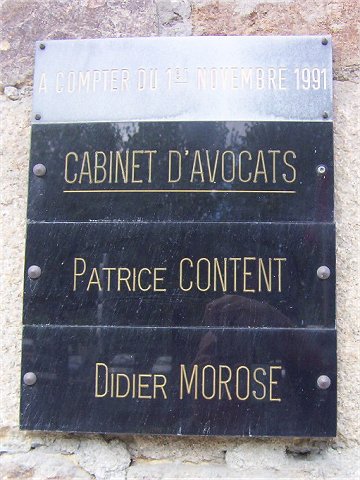 A COMPTER DU 1ER NOVEMBRE 1991
CABINET D'AVOCATS
PATRICE CONTENT
DIDIER MOROSE